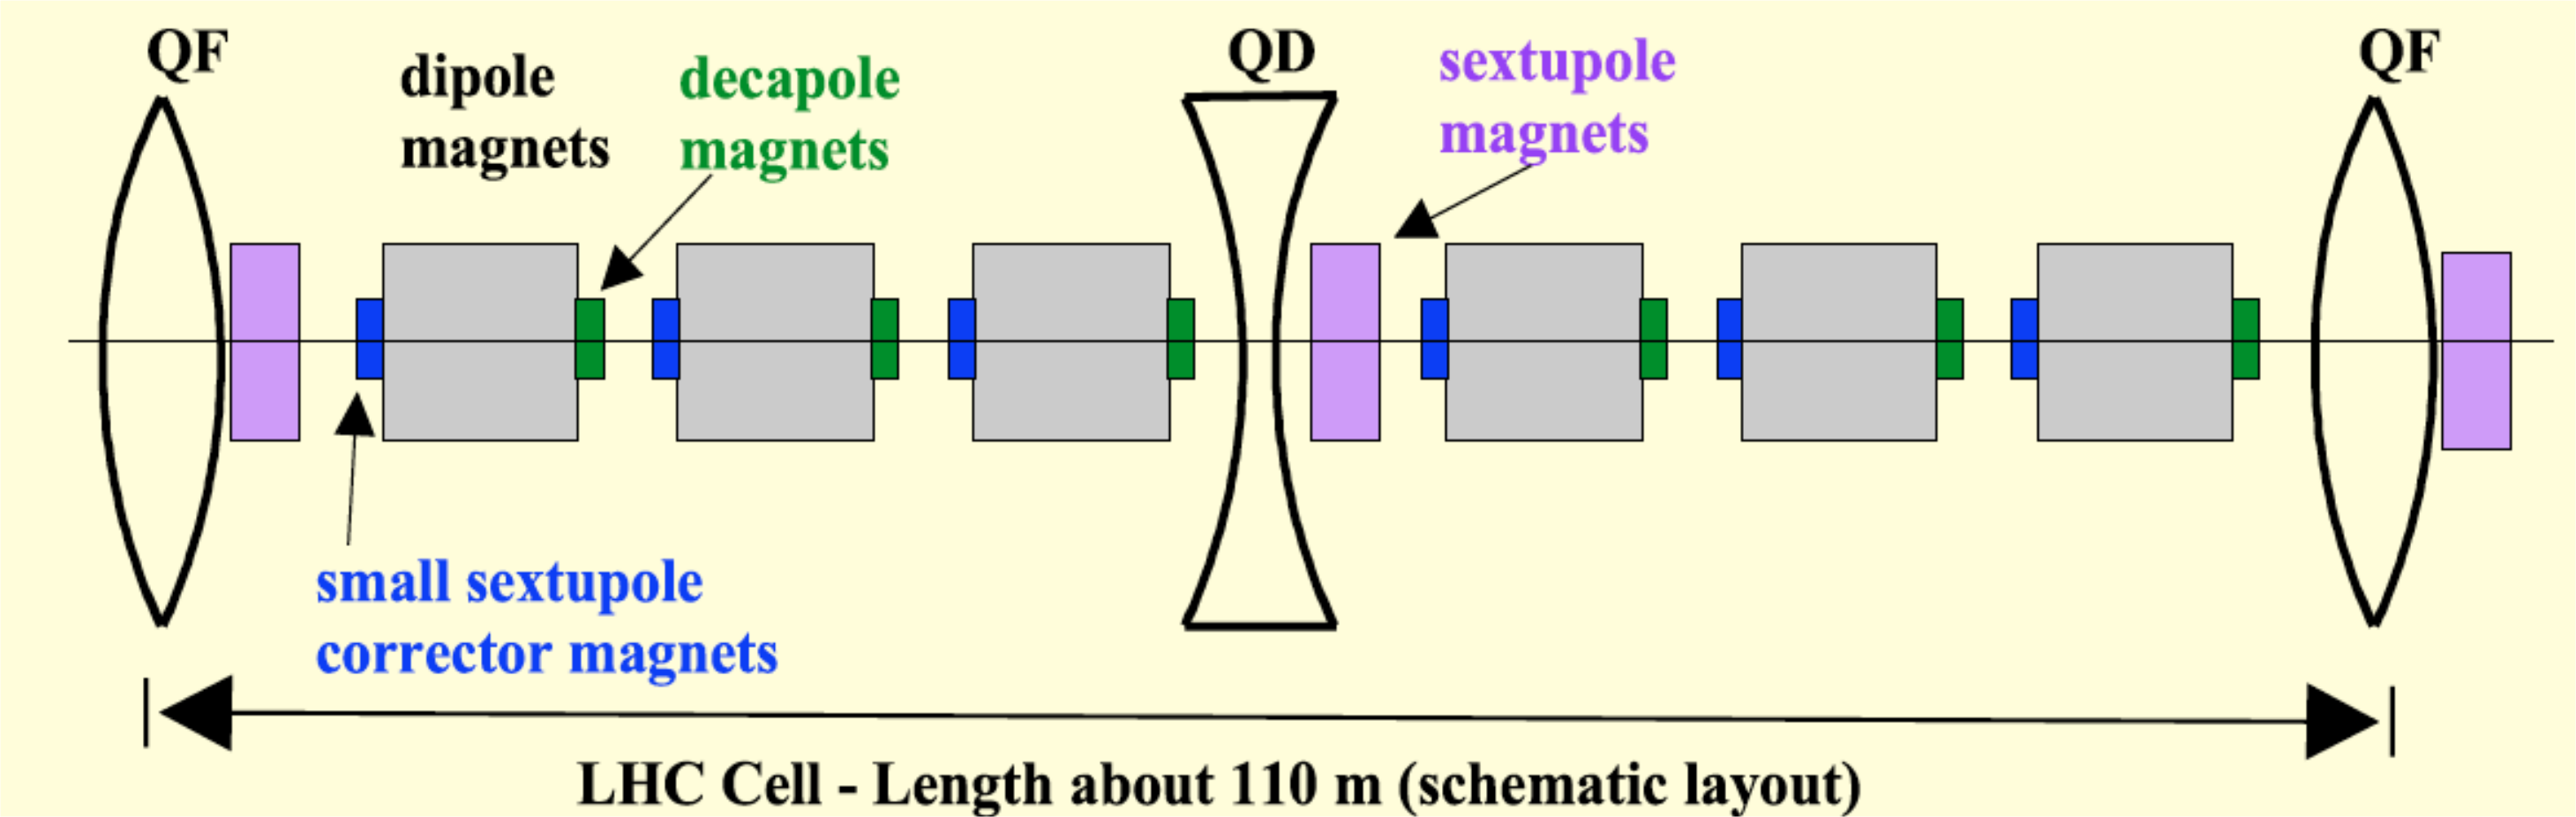 QF
dipole
magnets
decapole
magnets
QD
sextupole
magnets
QF
small sextupole
corrector magnets
LHC Cell - Length about 110 m (schematic layout)